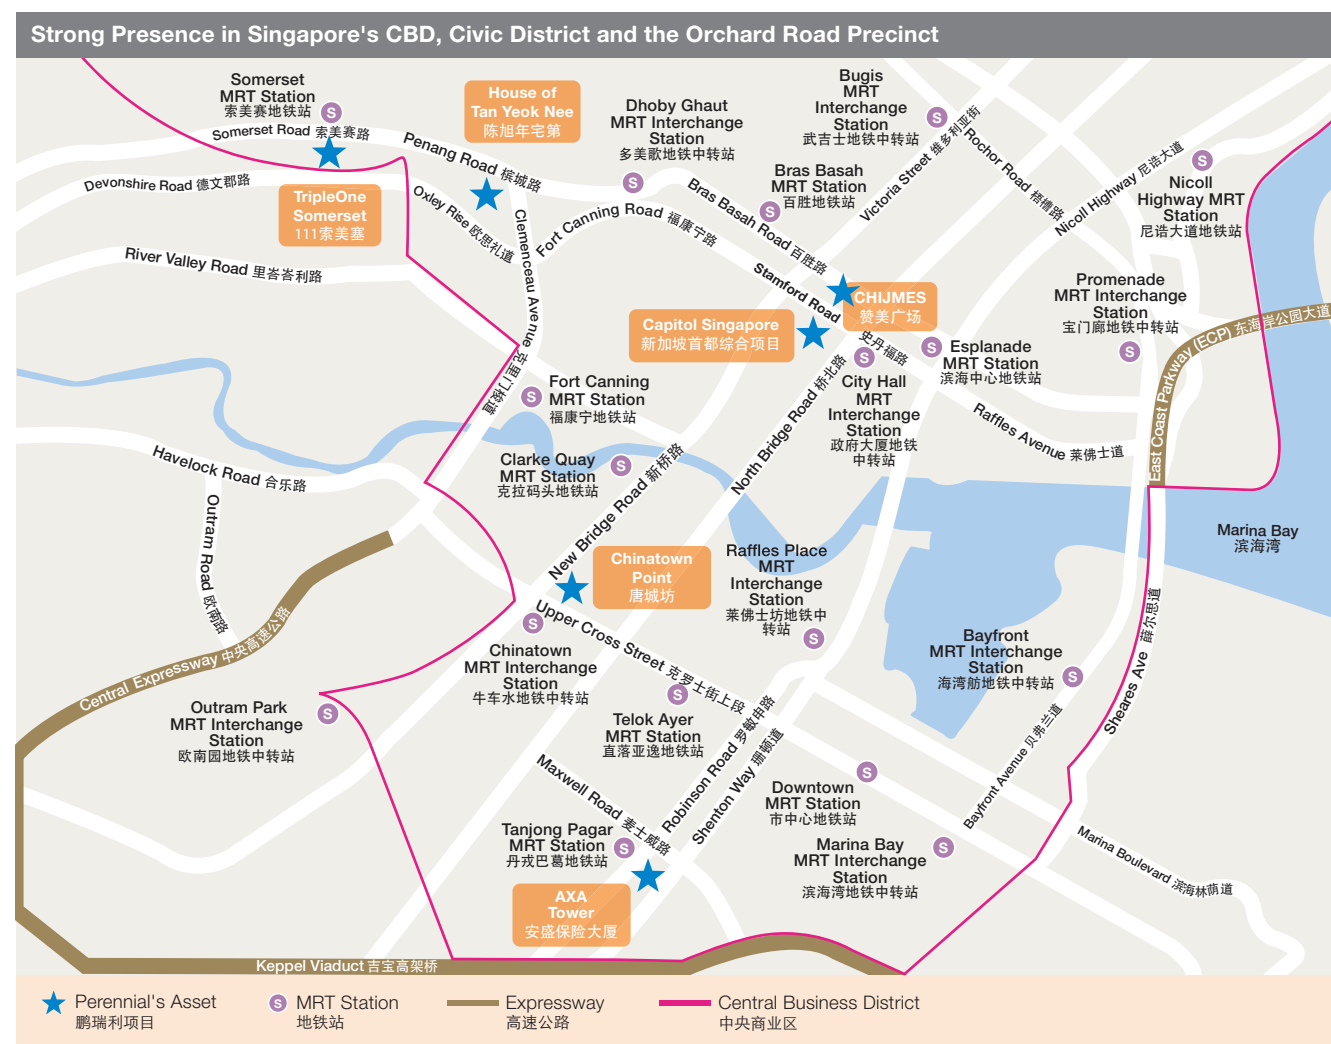 Strong Presence in Singapore's CBD, Civic District and the Orchard Road Precinct
Somerset
MRT Station
索美赛地铁站
S
Somerset Road 索美赛路
House of
Tan Yeok Nee
陈旭年宅第
Penang Road 槟城路
Dhoby Ghaut
MRT Interchange
Station
多美歌地铁中转站
S
Bugis
MRT
Interchange
Station
武吉士地铁中转站
S
Bras Basah
MRT Station
百胜地铁站
S
Victoria Street 维多利亚街
Rochor Road 梧槽路
Nicoll Highway 尼诰大道
S
Nicoll
Highway MRT
Station
尼诰大道地铁站
Devonshire Road 德文郡路
TripleOne
Somerset
111索美塞
Oxley Rise 欧思礼道
Clemenceau Avenue 克里门梭道
Fort Canning Road 福康宁路
Bras Basah Road 百胜路
Stamford Road
史丹福路
River Valley Road 里峇峇利路
CHIJMES
赞美广场
Capitol Singapore
新加坡首都综合项目
Promenade
MRT Interchange
Station
宝门廊地铁中转站
S
East Coast Parkway (ECP) 东海岸公园大道
S
Esplanade
MRT Station
滨海中心地铁站
S
City Hall
MRT
Interchange
Station
政府大厦地铁
中转站
Fort Canning
MRT Station
福康宁地铁站
S
North Bridge Road 桥北路
Raffles Avenue 莱佛士道
Havelock Road 合乐路
Clarke Quay
MRT Station
克拉码头地铁站
S
New Bridge Road 新桥路
Outram Road 欧南路
Marina Bay
滨海湾
Chinatown
Point
唐城坊
Raffles Place
MRT
Interchange
Station
莱佛士坊地铁中
转站
S
Central Expressway 中央高速公路
S
Chinatown
MRT Interchange
Station
牛车水地铁中转站
Upper Cross Street 克罗士街上段
Bayfront
MRT Interchange
Station
海湾舫地铁中转站
S
Sheares Ave 薛尔思道
Outram Park
MRT Interchange
Station
欧南园地铁中转站
S
S
Telok Ayer
MRT Station
直落亚逸地铁站
Robinson Road 罗敏申路
Shenton Way 珊顿道
Bayfront Avenue 贝弗兰道
Maxwell Road 麦士威路
S
Downtown
MRT Station
市中心地铁站
Tanjong Pagar
MRT Station
丹戎巴葛地铁站
S
Marina Bay
MRT Interchange
Station
滨海湾地铁中转站
S
Marina Boulevard 滨海林荫道
AXA
Tower
安盛保险大厦
Keppel Viaduct 吉宝高架桥
Perennial's Asset
鹏瑞利项目
S
MRT Station
地铁站
Expressway
高速公路
Central Business District
中央商业区